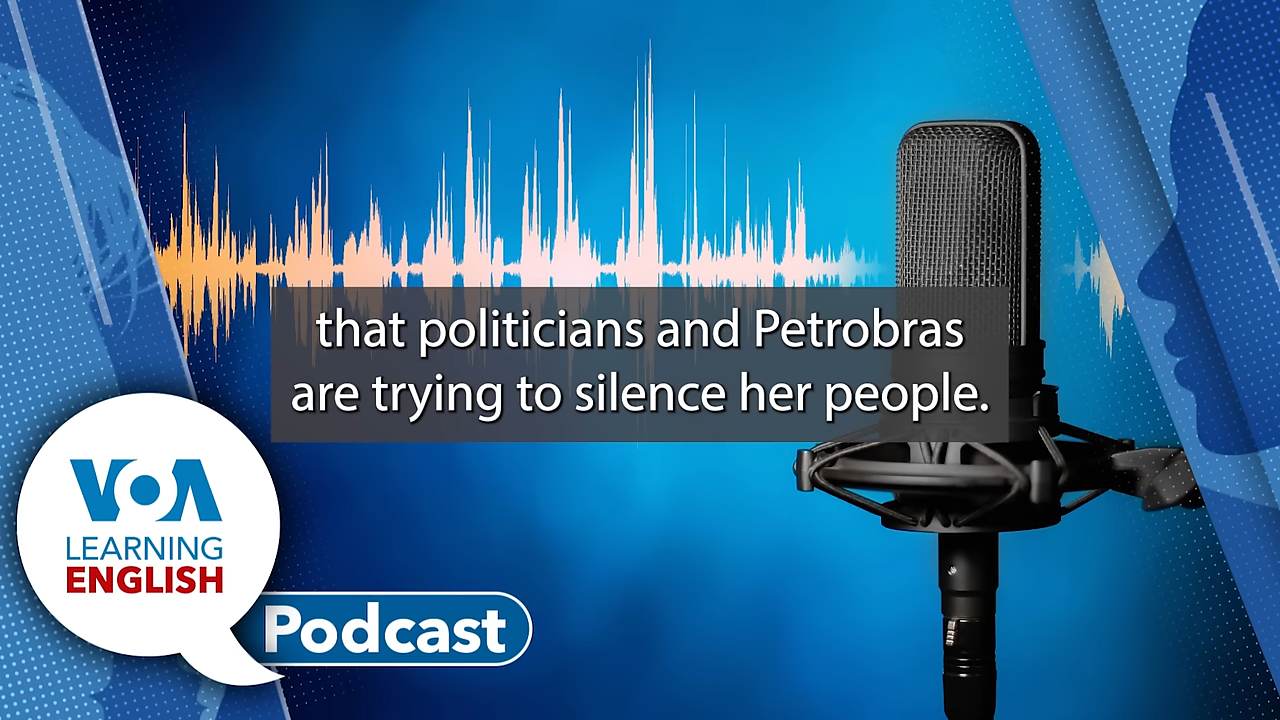 that politicians and Petrobras
are trying to silence her people.
VOA
LEARNING
ENGLISH
Podcast